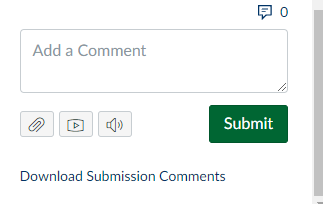 0
Add a Comment
Submit
Download Submission Comments